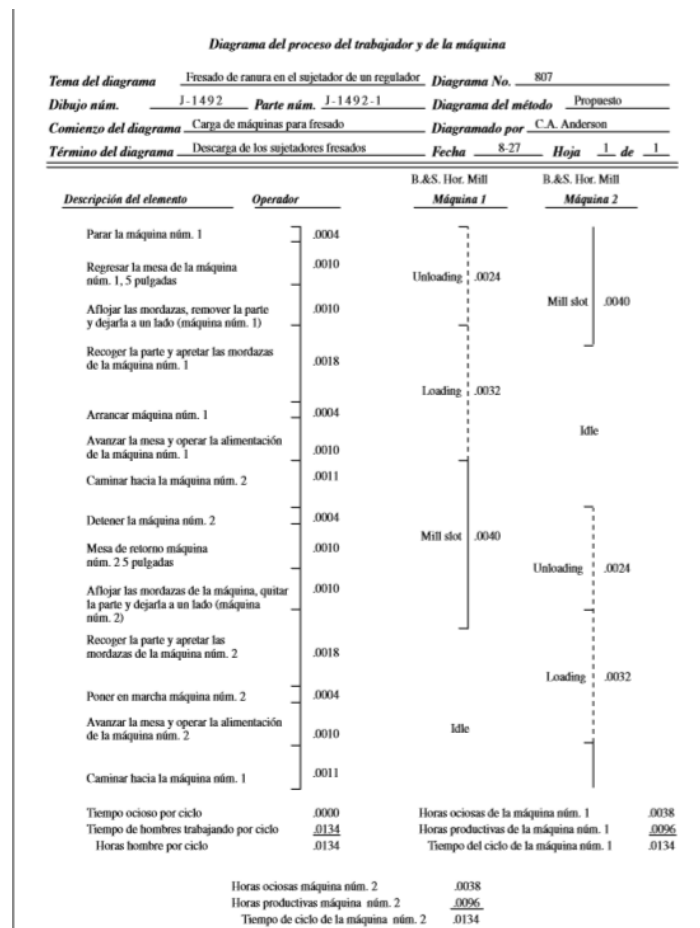 Diagrama del proceso del trabajador y de la máquina
Tema del diagrama Fresado de ranura en el sujetador de un regulador Diagrama No. 807
Dibujo núm. J-1492 Parte núm. J-1492-1 Diagrama del método Propuesto
Comienzo del diagrama Carga de máquinas para fresado Diagramado por C.A. Anderson
Término del diagrama Descarga de los sujetadores fresados Fecha 8-27 Hoja 1 de 1
B.&S. Hor. Mill B.&S. Hor. Mill
Descripción del elemento Operador Máquina 1 Máquina 2
Parar la máquina núm. 1 .0004
Regresar la mesa de la máquina
núm. 1, 5 pulgadas .0010
Unloading .0024
Mill slot .0040
Aflojar las mordazas, remover la parte
y dejarla a un lado (máquina núm. 1) .0010
Recoger la parte y apretar las mordazas
de la máquina núm. 1 .0018
Loading .0032
Arrancar máquina núm. 1 .0004
Idle
Avanzar la mesa y operar la alimentación
de la máquina núm. 1 .0010
Caminar hacia la máquina núm. 2 .0011
Detener la máquina núm. 2 .0004
Mill slot .0040
Mesa de retorno máquina
núm. 2 5 pulgadas .0010
Unloading .0024
Aflojar las mordazas de la máquina, quitar
la parte y dejarla a un lado (máquina
núm. 2) .0010
Recoger la parte y apretar las
mordazas de la máquina núm. 2 .0018
Loading .0032
Poner en marcha máquina núm. 2 .0004
Avanzar la mesa y operar la alimentación
de la máquina núm. 2 .0010
Idle
Caminar hacia la máquina núm. 1 .0011
Tiempo ocioso por ciclo .0000 Horas ociosas de la máquina núm. 1 .0038
Tiempo de hombres trabajando por ciclo .0134 Horas productivas de la máquina núm. 1 .0096
Horas hombre por ciclo .0134 Tiempo del ciclo de la máquina núm. 1 .0134
Horas ociosas máquina núm. 2 .0038
Horas productivas máquina núm. 2 .0096
Tiempo de ciclo de la máquina núm. 2 .0134